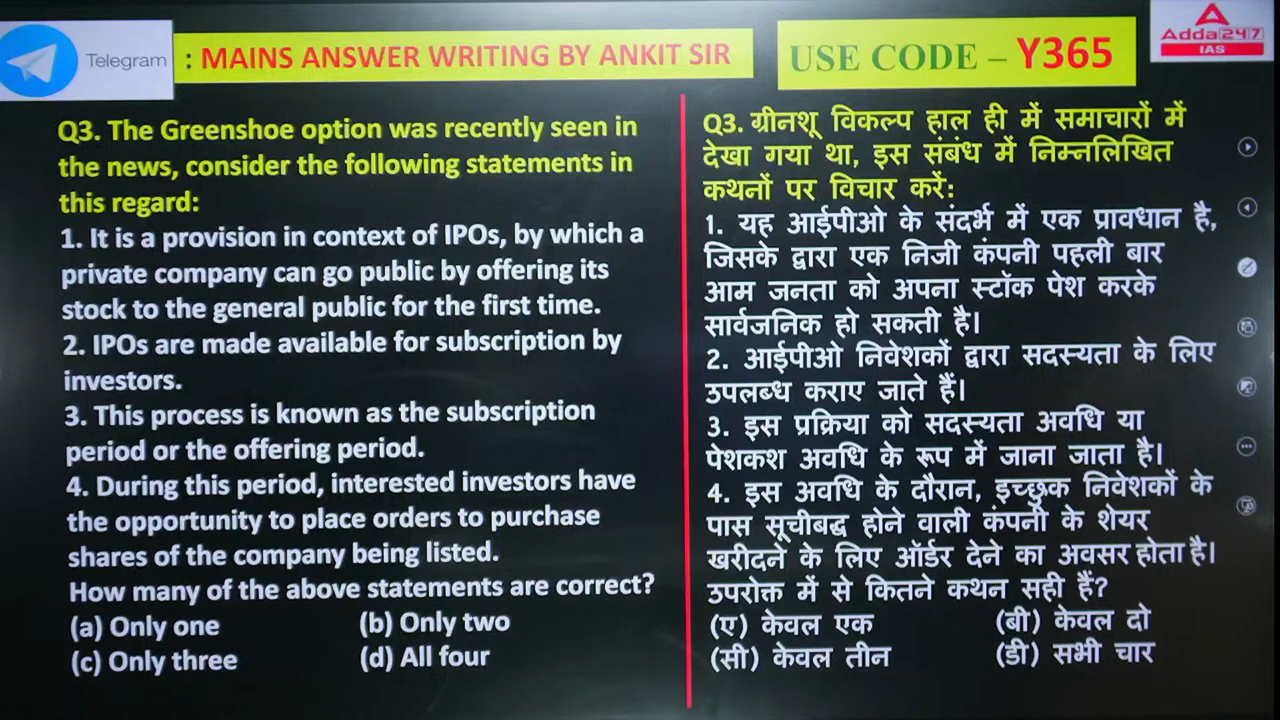 Telegram
: MAINS ANSWER WRITING BY ANKIT SIR
USE CODE – Y365
Adda247
IAS
Q3. The Greenshoe option was recently seen in
the news, consider the following statements in
this regard:
1. It is a provision in context of IPOs, by which a
private company can go public by offering its
stock to the general public for the first time.
2. IPOs are made available for subscription by
investors.
3. This process is known as the subscription
period or the offering period.
4. During this period, interested investors have
the opportunity to place orders to purchase
shares of the company being listed.
How many of the above statements are correct?
(a) Only one (b) Only two
(c) Only three (d) All four
Q3. ग्रीनशू विकल्प हाल ही में समाचारों में
देखा गया था, इस संबंध में निम्नलिखित
कथनों पर विचार करें:
1. यह आईपीओ के संदर्भ में एक प्रावधान है,
जिसके द्वारा एक निजी कंपनी पहली बार
आम जनता को अपना स्टॉक पेश करके
सार्वजनिक हो सकती है।
2. आईपीओ निवेशकों द्वारा सदस्यता के लिए
उपलब्ध कराए जाते हैं।
3. इस प्रक्रिया को सदस्यता अवधि या
पेशकश अवधि के रूप में जाना जाता है।
4. इस अवधि के दौरान, इच्छुक निवेशकों के
पास सूचीबद्ध होने वाली कंपनी के शेयर
खरीदने के लिए ऑर्डर देने का अवसर होता है।
उपरोक्त में से कितने कथन सही हैं?
(ए) केवल एक (बी) केवल दो
(सी) केवल तीन (डी) सभी चार